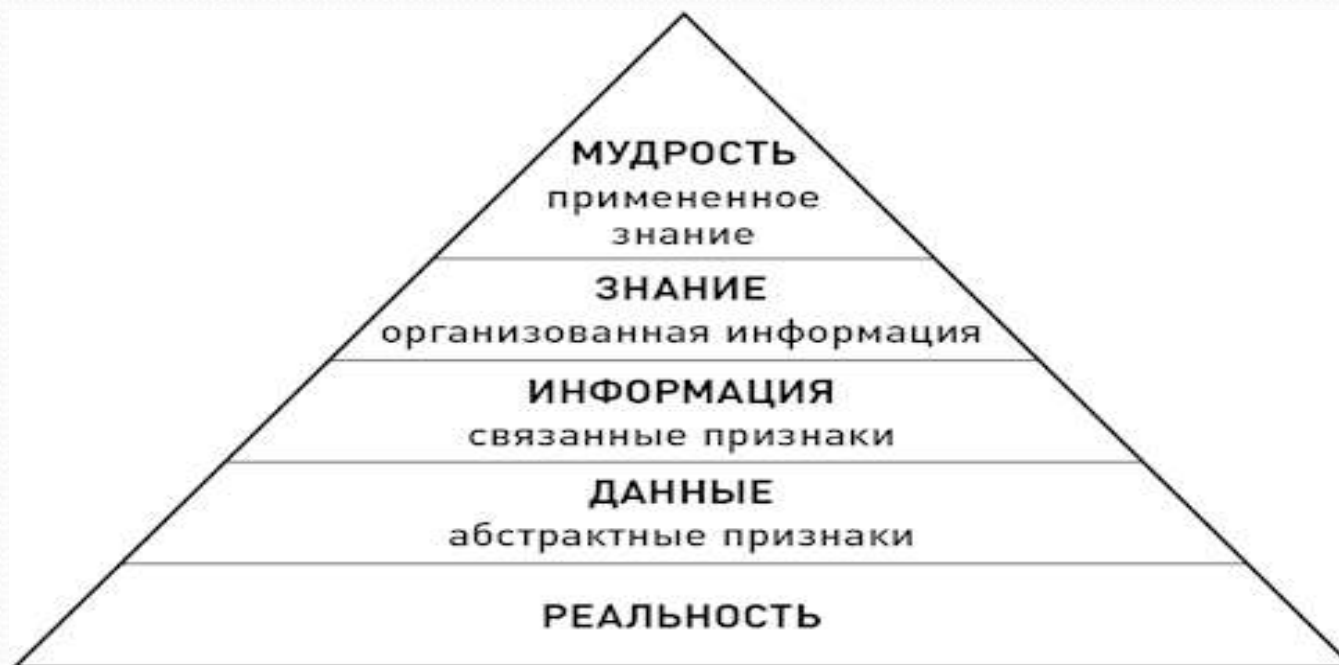 МУДРОСТЬ
примененное
знание
ЗНАНИЕ
организованная информация
ИНФОРМАЦИЯ
связанные признаки
ДАННЫЕ
абстрактные признаки
РЕАЛЬНОСТЬ